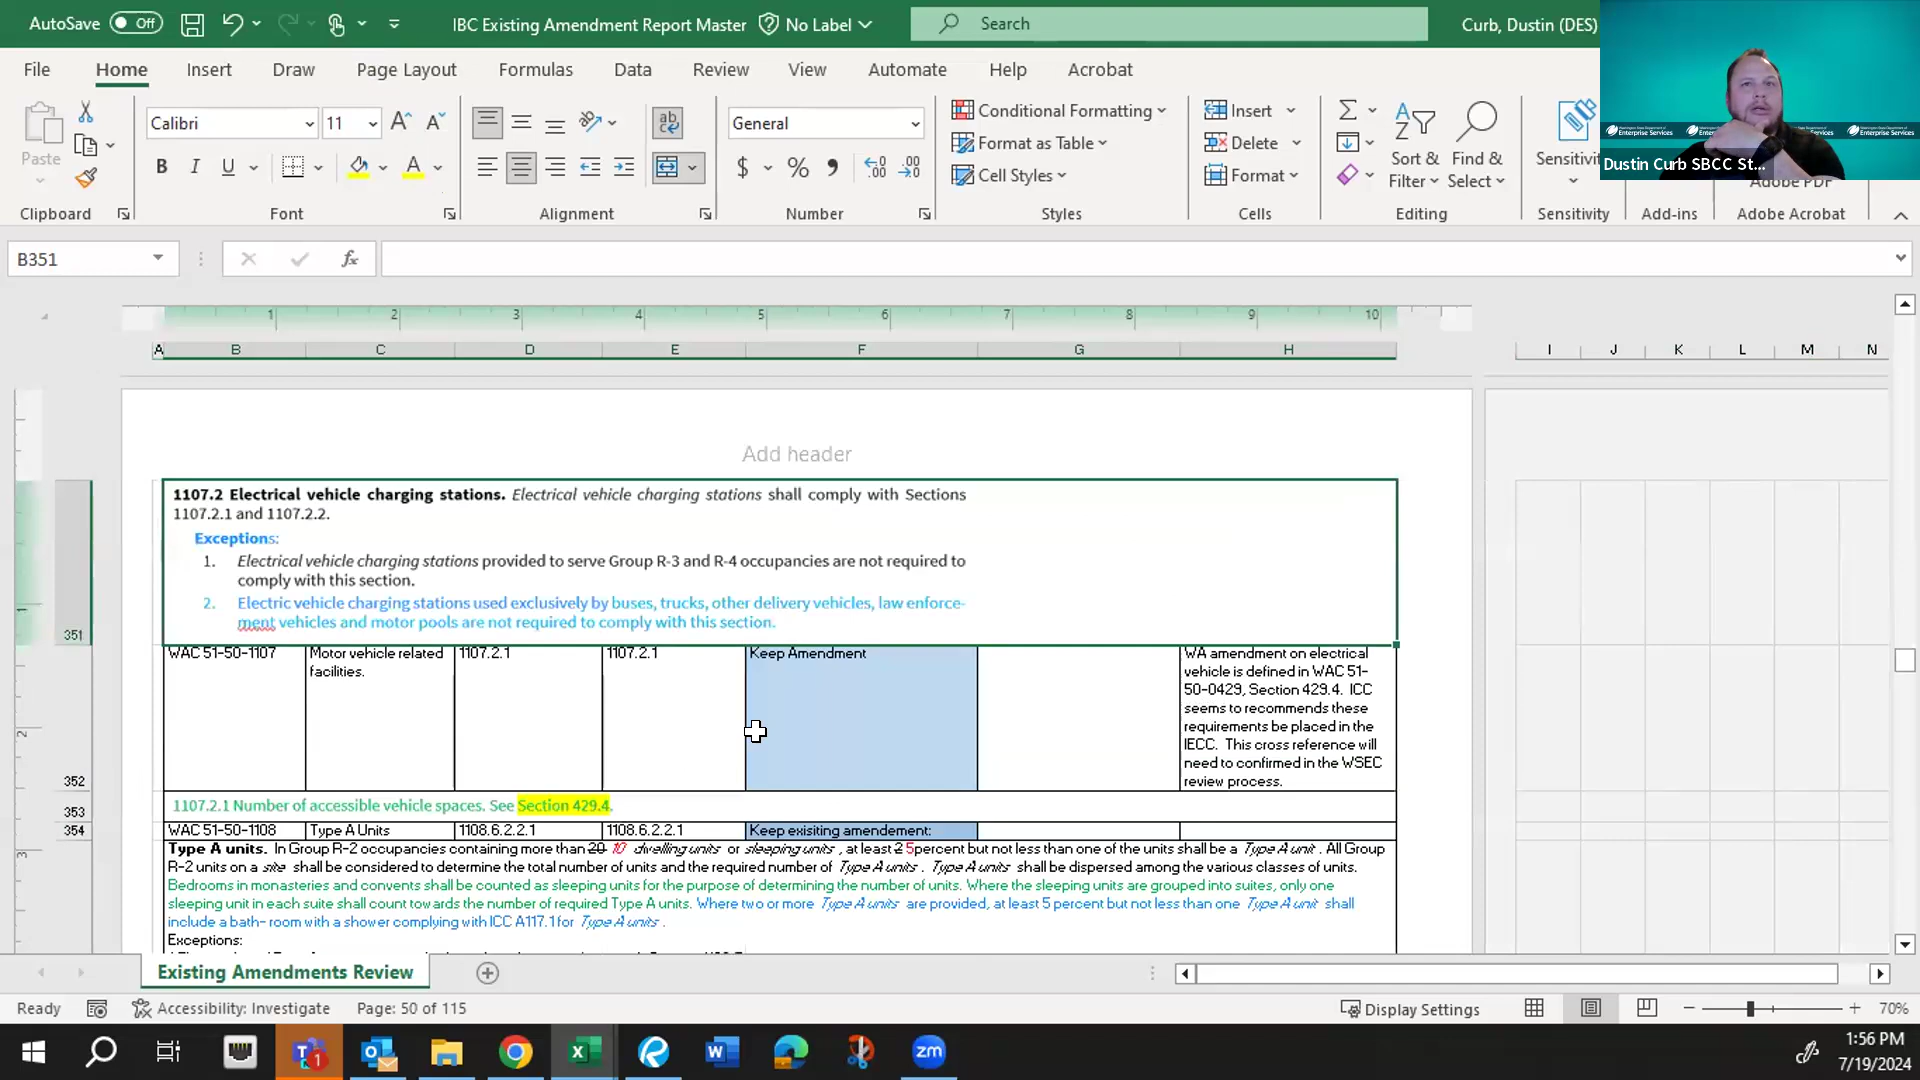 AutoSave Off
IBC Existing Amendment Report Master No Label
Search
Curb, Dustin (DES)
File Home Insert Draw Page Layout Formulas Data Review View Automate Help Acrobat
Paste
Calibri 11
General
Conditional Formatting
Format as Table
Cell Styles
Insert
Delete
Format
Sort & Filter
Find & Select
Adobe PDF
Dustin Curb SBCC St...
Clipboard Font Alignment Number Styles Cells Editing Sensitivity Add-ins Adobe Acrobat
B351
1 2 3 4 5 6 7 8 9 10
A B C D E F G H I J K L M N
Add header
1107.2 Electrical vehicle charging stations. Electrical vehicle charging stations shall comply with Sections
1107.2.1 and 1107.2.2.
Exceptions:
1. Electrical vehicle charging stations provided to serve Group R-3 and R-4 occupancies are not required to
comply with this section.
2. Electric vehicle charging stations used exclusively by buses, trucks, other delivery vehicles, law enforce-
ment vehicles and motor pools are not required to comply with this section.
351
WAC 51-50-1107 Motor vehicle related 1107.2.1 1107.2.1 Keep Amendment WA amendment on electrical
facilities. vehicle is defined in WAC 51-
50-0429, Section 429.4. ICC
seems to recommends these
requirements be placed in the
IECC. This cross reference will
need to confirmed in the WSEC
352 review process.
353 1107.2.1 Number of accessible vehicle spaces. See Section 429.4.
354 WAC 51-50-1108 Type A Units 1108.6.2.2.1 1108.6.2.2.1 Keep exisiting amendement:
Type A units. In Group R-2 occupancies containing more than 20 10 dwelling units or sleeping units , at least 2 5percent but not less than one of the units shall be a Type A unit . All Group
R-2 units on a site shall be considered to determine the total number of units and the required number of Type A units . Type A units shall be dispersed among the various classes of units.
Bedrooms in monasteries and convents shall be counted as sleeping units for the purpose of determining the number of units. Where the sleeping units are grouped into suites, only one
sleeping unit in each suite shall count towards the number of required Type A units. Where two or more Type A units are provided, at least 5 percent but not less than one Type A unit shall
include a bath- room with a shower complying with ICC A117.1 for Type A units .
Exceptions:
Existing Amendments Review
Ready Accessibility: Investigate Page: 50 of 115 Display Settings 70%
1:56 PM
7/19/2024